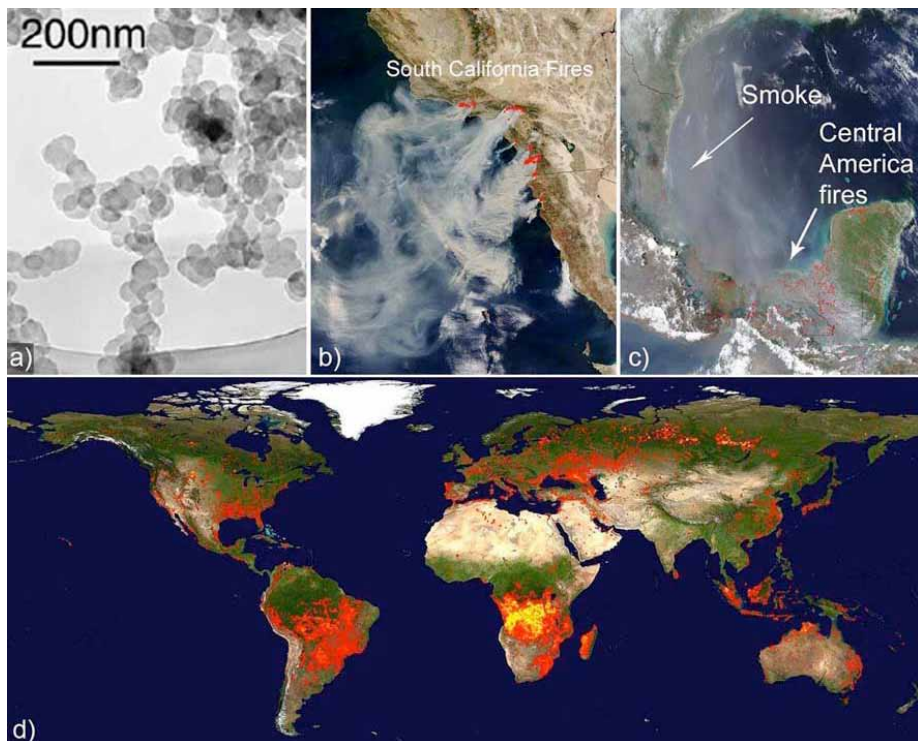 200nm
a)
South California Fires
b)
Smoke
Central
America
fires
c)
d)